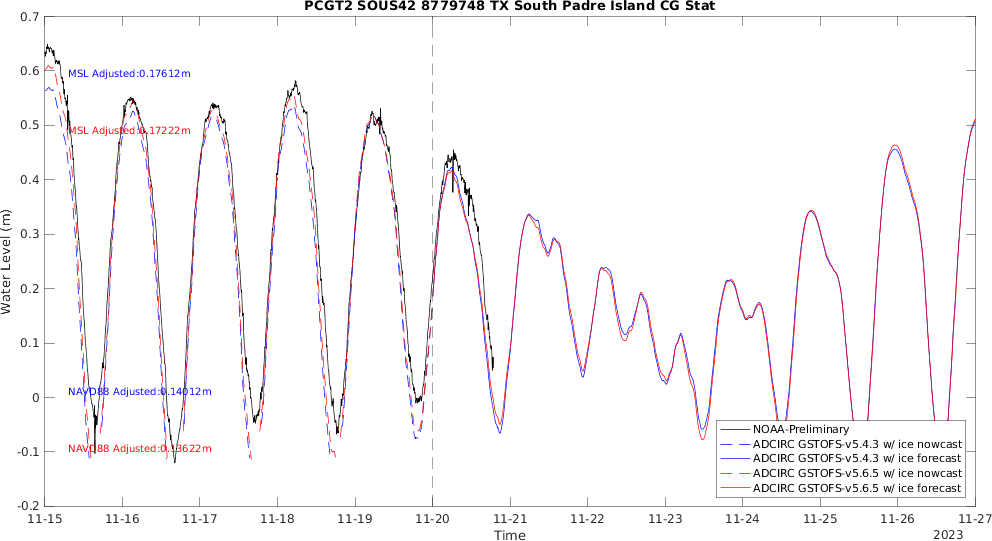 PCGT2 SOUS42 8779748 TX South Padre Island CG Stat
0.7
0.6
0.5
0.4
0.3
0.2
0.1
0
-0.1
-0.2
Water Level (m)
MSL Adjusted:0.17612m
MSL Adjusted:0.17222m
NAVD88 Adjusted:0.14012m
NAVD88 Adjusted:0.13622m
NOAA-Preliminary
ADCIRC GSTOFS-v5.4.3 w/ ice nowcast
ADCIRC GSTOFS-v5.4.3 w/ ice forecast
ADCIRC GSTOFS-v5.6.5 w/ ice nowcast
ADCIRC GSTOFS-v5.6.5 w/ ice forecast
11-15 11-16 11-17 11-18 11-19 11-20 11-21 11-22 11-23 11-24 11-25 11-26 11-27
Time
2023